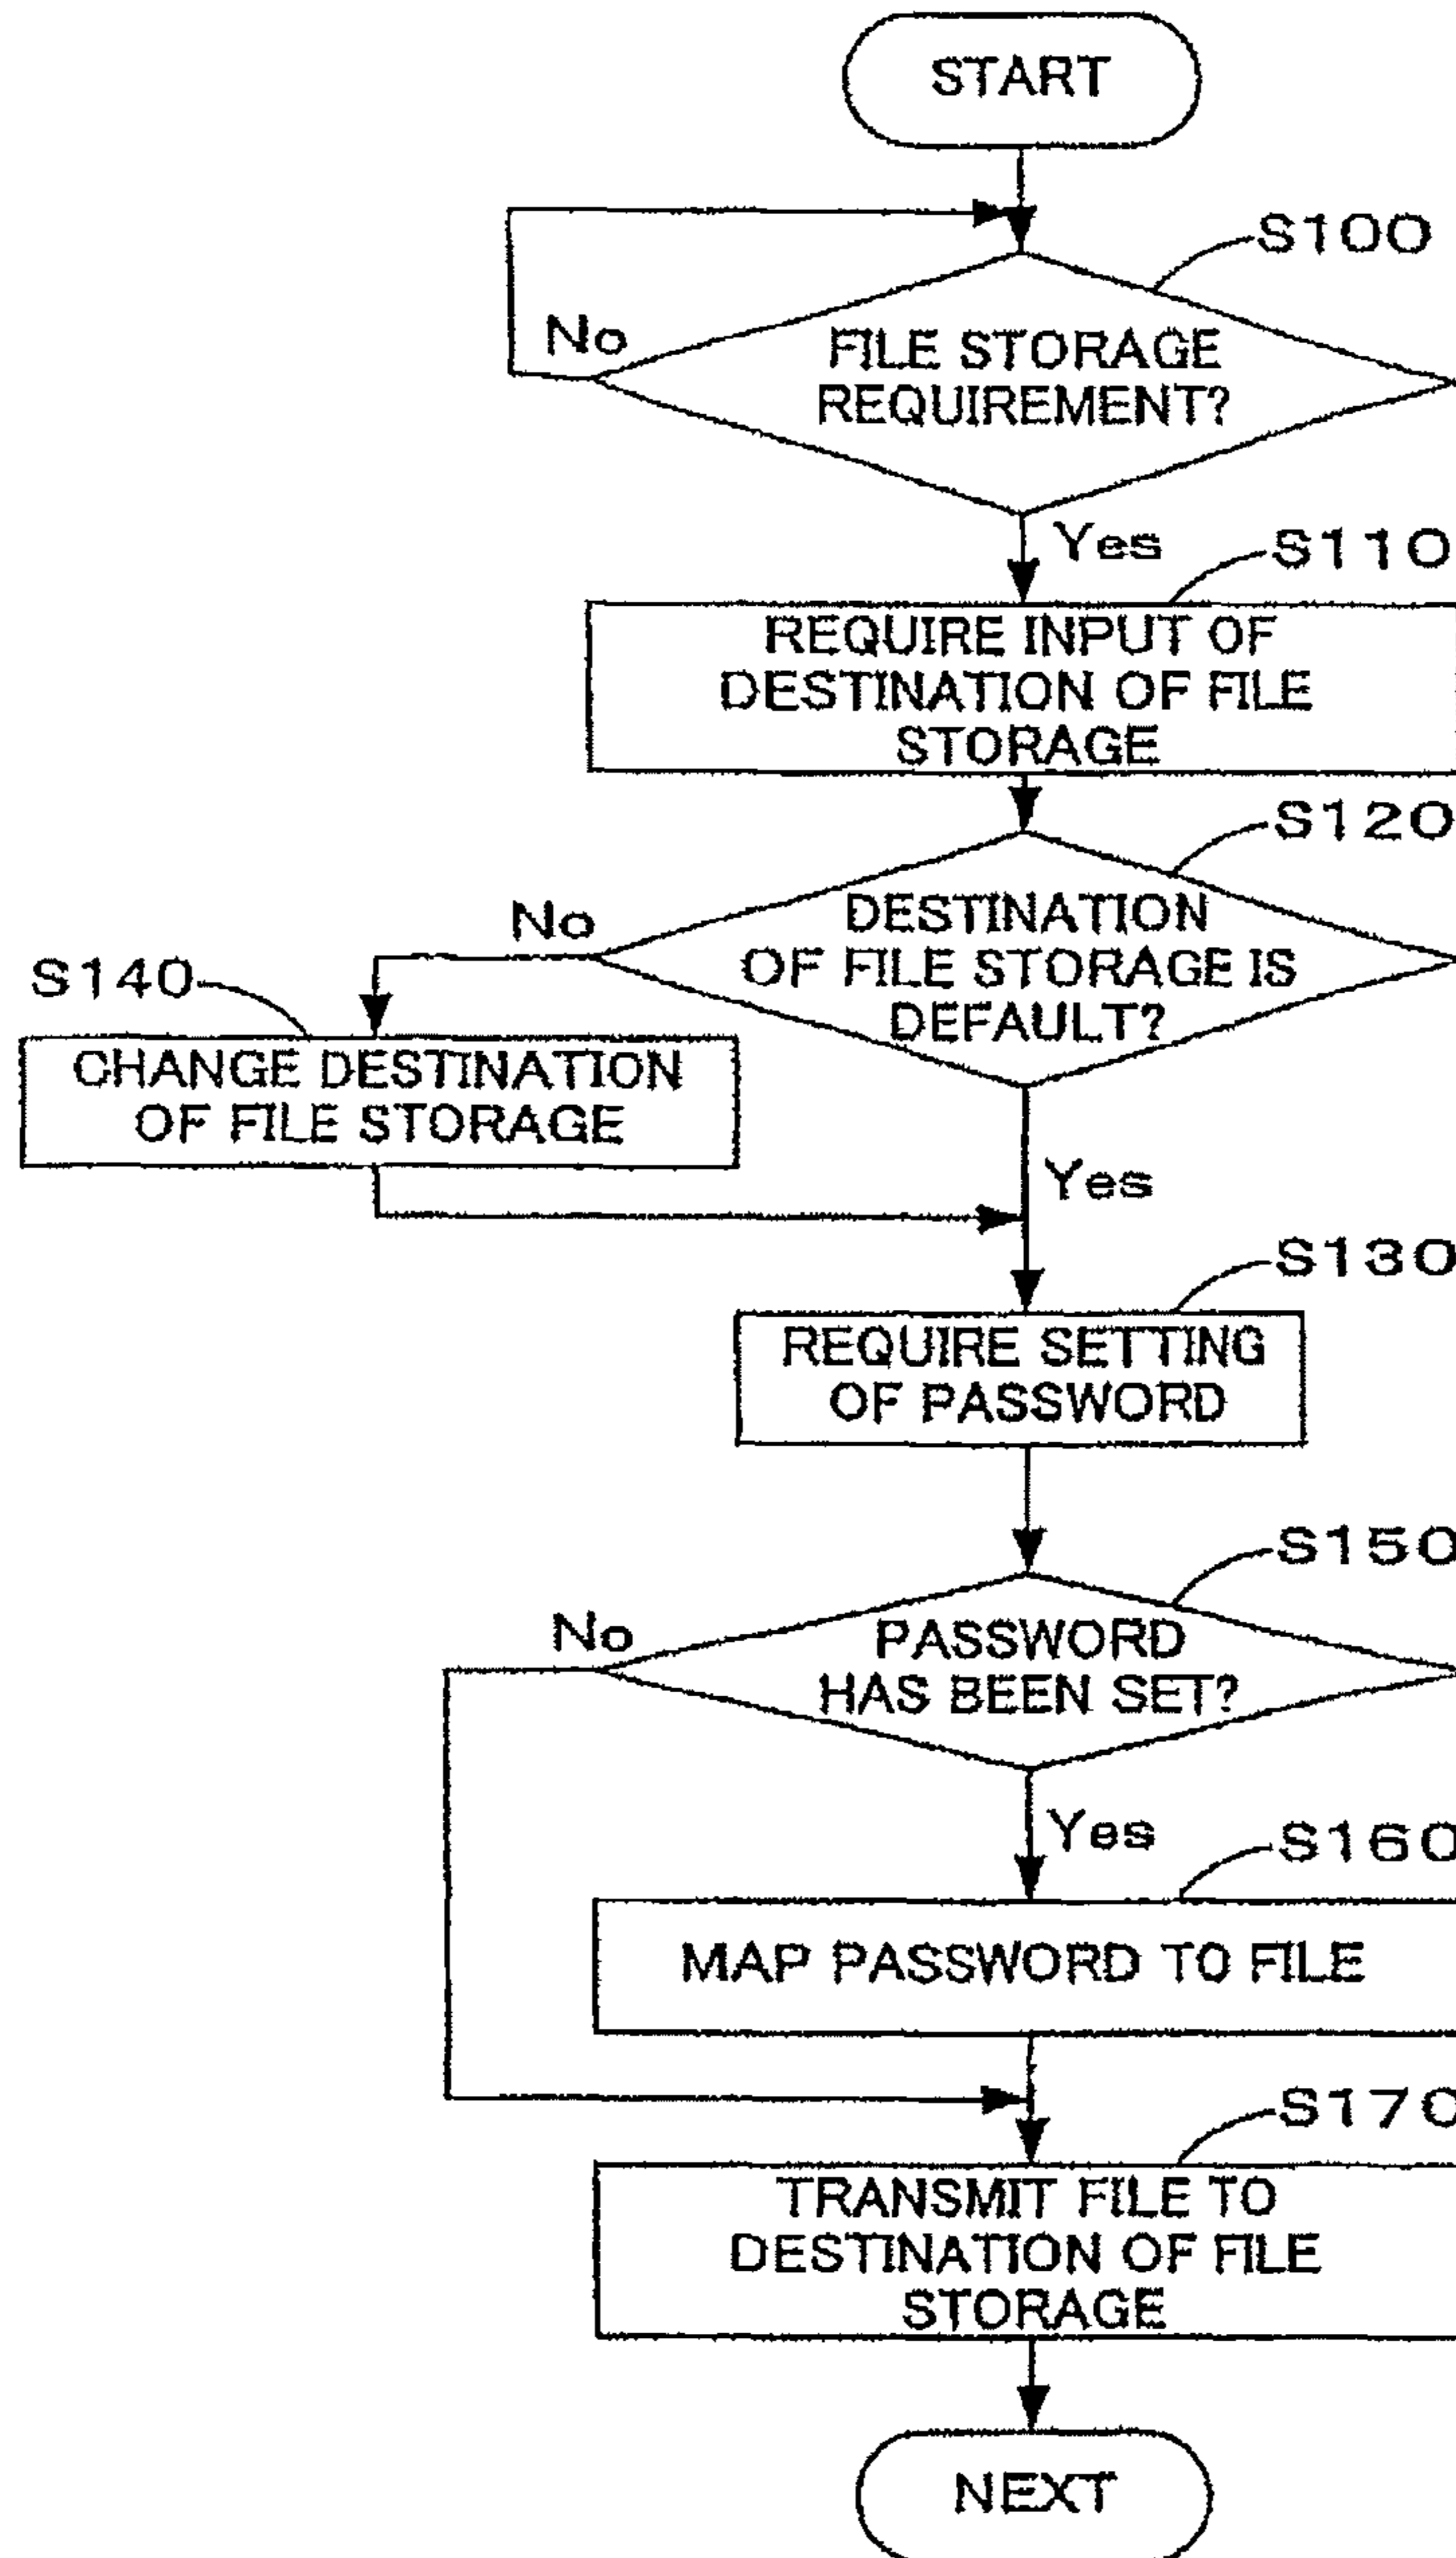 START
S100
No
FILE STORAGE
REQUIREMENT?
Yes
S110
REQUIRE INPUT OF
DESTINATION OF FILE
STORAGE
S120
No
DESTINATION
OF FILE STORAGE IS
DEFAULT?
S140
CHANGE DESTINATION
OF FILE STORAGE
Yes
S130
REQUIRE SETTING
OF PASSWORD
S150
No
PASSWORD
HAS BEEN SET?
Yes
S160
MAP PASSWORD TO FILE
S170
TRANSMIT FILE TO
DESTINATION OF FILE
STORAGE
NEXT